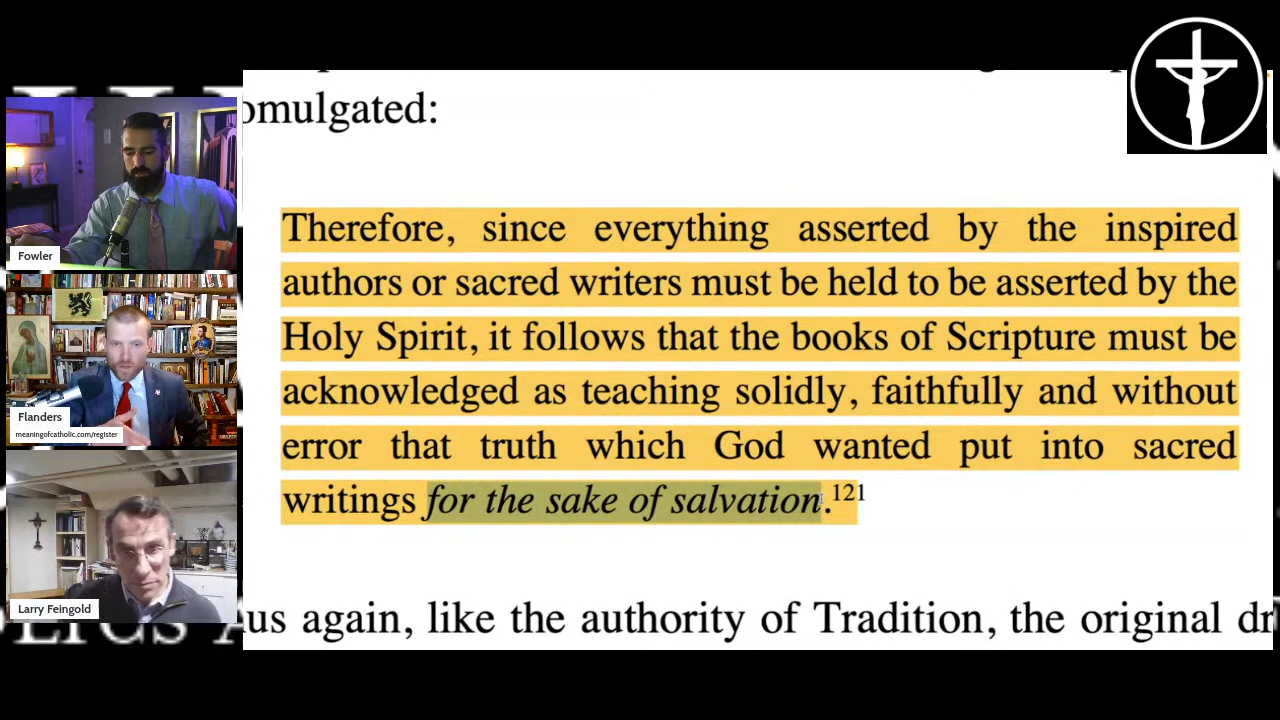 omulgated:
Therefore, since everything asserted by the inspired
authors or sacred writers must be held to be asserted by the
Holy Spirit, it follows that the books of Scripture must be
acknowledged as teaching solidly, faithfully and without
error that truth which God wanted put into sacred
writings for the sake of salvation.121
us again, like the authority of Tradition, the original dr
Fowler
Flanders
meaningofcatholic.com/register
Larry Feingold